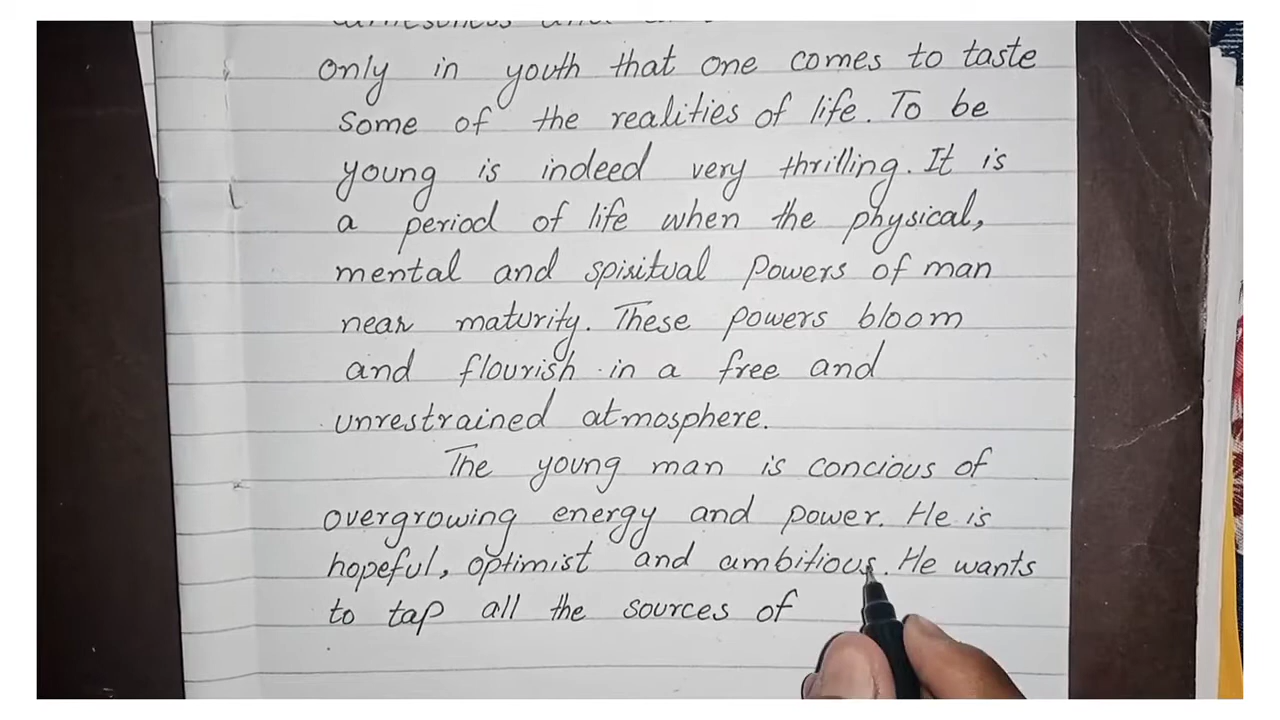 Only in youth that one comes to taste
Some of the realities of life. To be
young is indeed very thrilling. It is
a period of life when the physical,
mental and spiritual Powers of man
near maturity. These powers bloom
and flourish in a free and
unrestrained atmosphere.
The young man is concious of
overgrowing energy and power. He is
hopeful, optimist and ambitious. He wants
to tap all the sources of